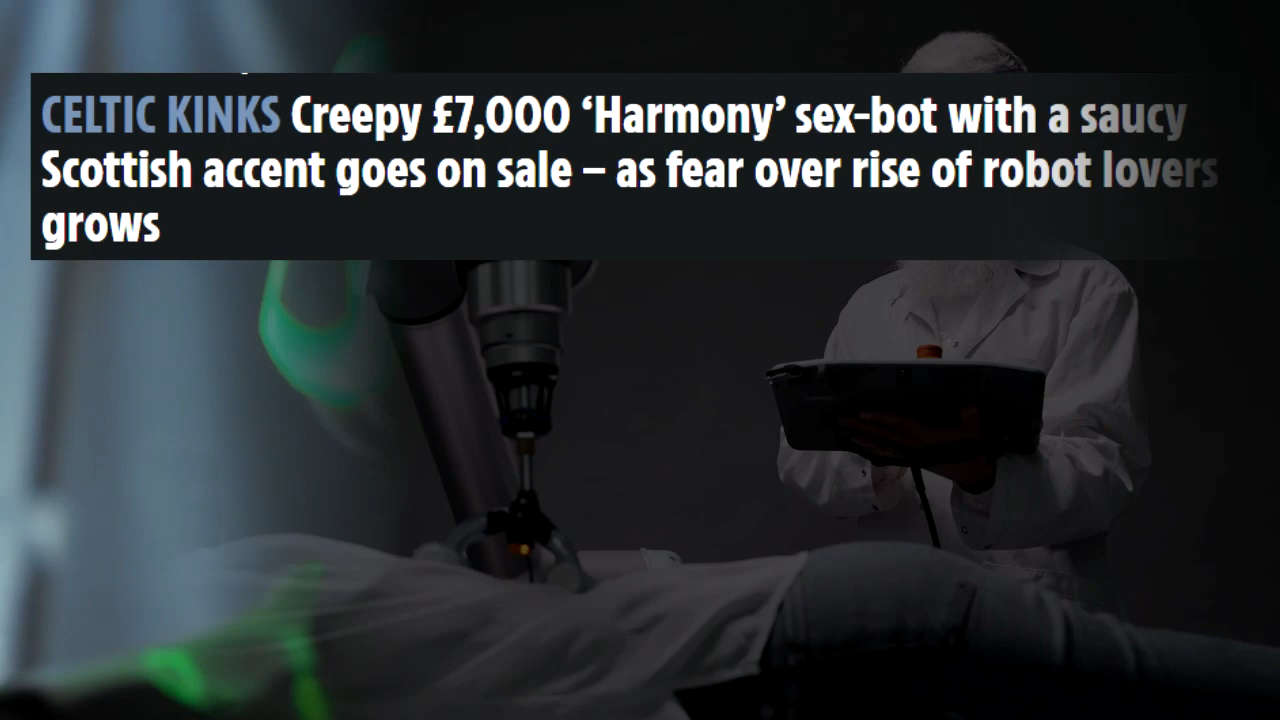 CELTIC KINKS Creepy £7,000 ‘Harmony’ sex-bot with a saucy
Scottish accent goes on sale – as fear over rise of robot lovers
grows